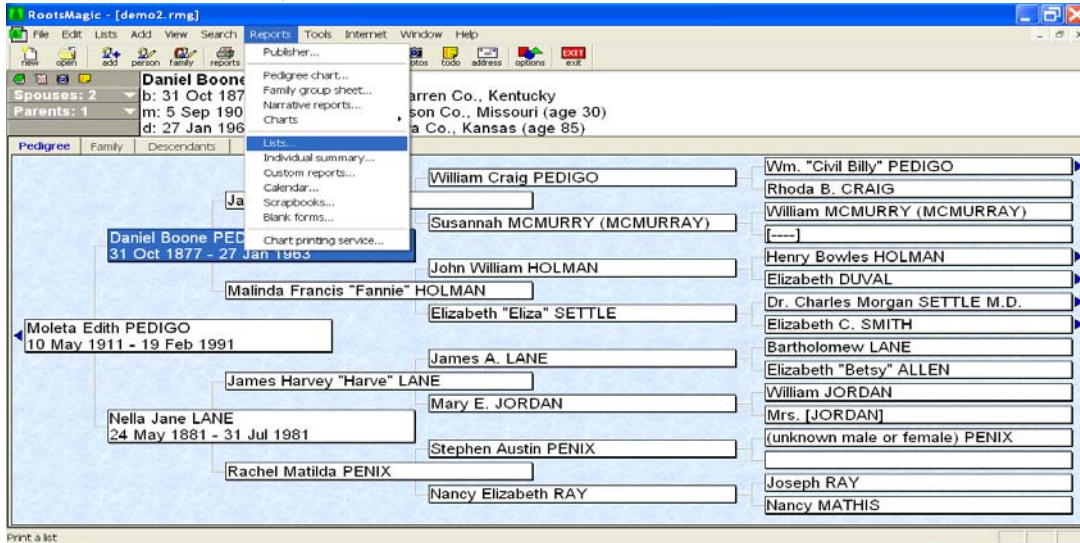 RootsMagic - [demo2.rmg]
File Edit Lists Add View Search Reports Tools Internet Window Help
new open add person family reports otos todo address options exit
Publisher...
Pedigree chart...
Family group sheet...
Narrative reports...
Charts
Lists...
Individual summary...
Custom reports...
Calendar...
Scrapbooks...
Blank forms...
Chart printing service...
Daniel Boone
Spouses: 2
b: 31 Oct 187 arren Co., Kentucky
Parents: 1
m: 5 Sep 190 son Co., Missouri (age 30)
d: 27 Jan 196 a Co., Kansas (age 85)
Pedigree Family Descendants
Wm. "Civil Billy" PEDIGO
William Craig PEDIGO
Rhoda B. CRAIG
Ja
William MCMURRY (MCMURRAY)
Susannah MCMURRY (MCMURRAY)
[----]
Daniel Boone PED
31 Oct 1877 - 27 Jan 1963
Henry Bowles HOLMAN
John William HOLMAN
Elizabeth DUVAL
Malinda Francis "Fannie" HOLMAN
Dr. Charles Morgan SETTLE M.D.
Elizabeth "Eliza" SETTLE
Elizabeth C. SMITH
Moleta Edith PEDIGO
10 May 1911 - 19 Feb 1991
Bartholomew LANE
James A. LANE
Elizabeth "Betsy" ALLEN
James Harvey "Harve" LANE
William JORDAN
Mary E. JORDAN
Mrs. [JORDAN]
Nella Jane LANE
24 May 1881 - 31 Jul 1981
(unknown male or female) PENIX
Stephen Austin PENIX
Rachel Matilda PENIX
Joseph RAY
Nancy Elizabeth RAY
Nancy MATHIS
Print a list